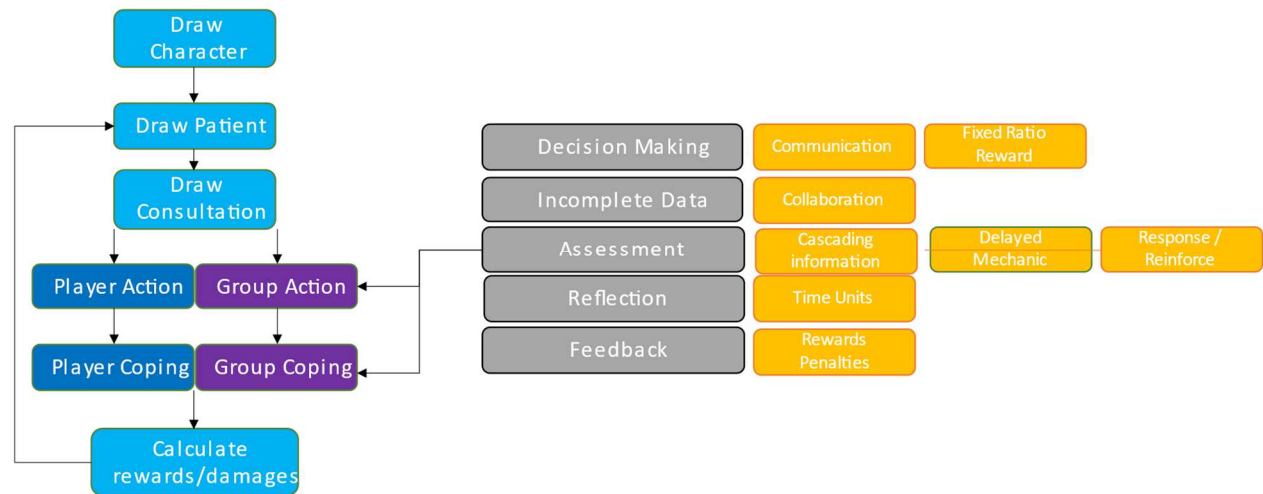 Draw
Character
Draw Patient
Draw
Consultation
Player Action
Group Action
Player Coping
Group Coping
Calculate
rewards/damages
Decision Making
Communication
Fixed Ratio
Reward
Incomplete Data
Collaboration
Assessment
Cascading
information
Delayed
Mechanic
Response /
Reinforce
Reflection
Time Units
Feedback
Rewards
Penalties